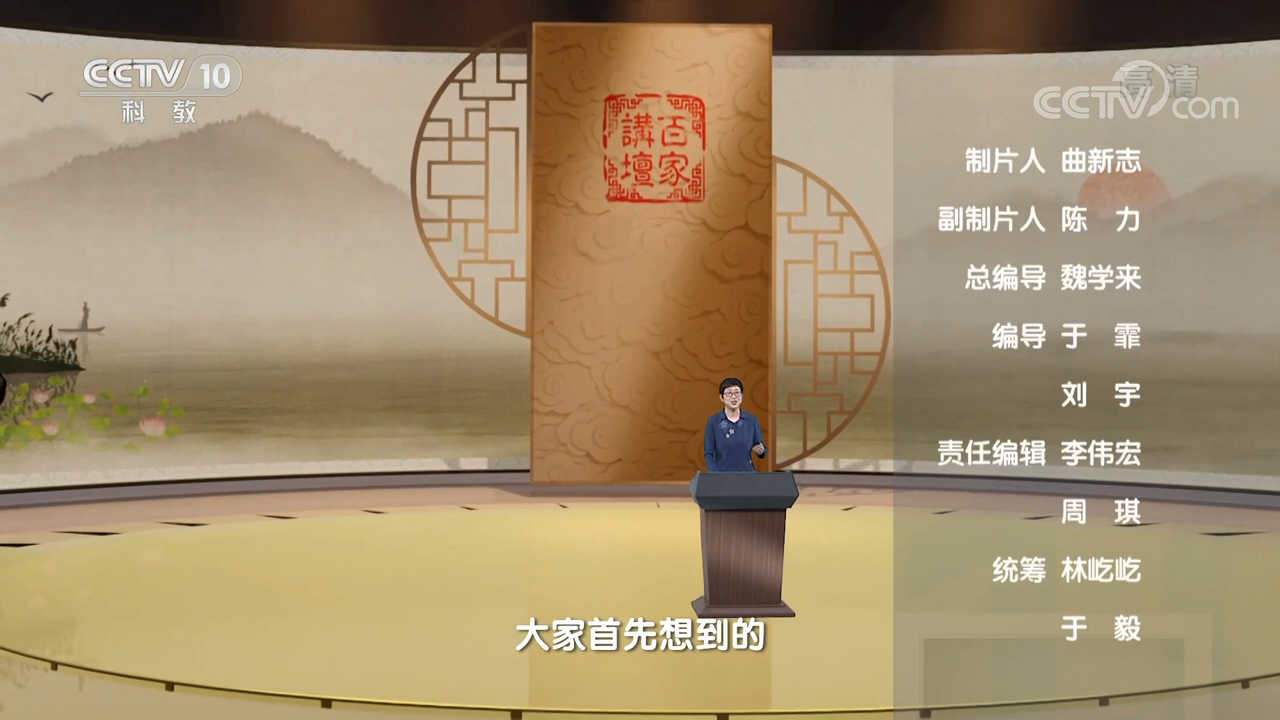 CCTV 10
科 教
高清
CCTV.com
百家
講壇
制片人 曲新志
副制片人 陈 力
总编导 魏学来
编导 于 霏
刘 宇
责任编辑 李伟宏
周 琪
统筹 林屹屹
于 毅
大家首先想到的